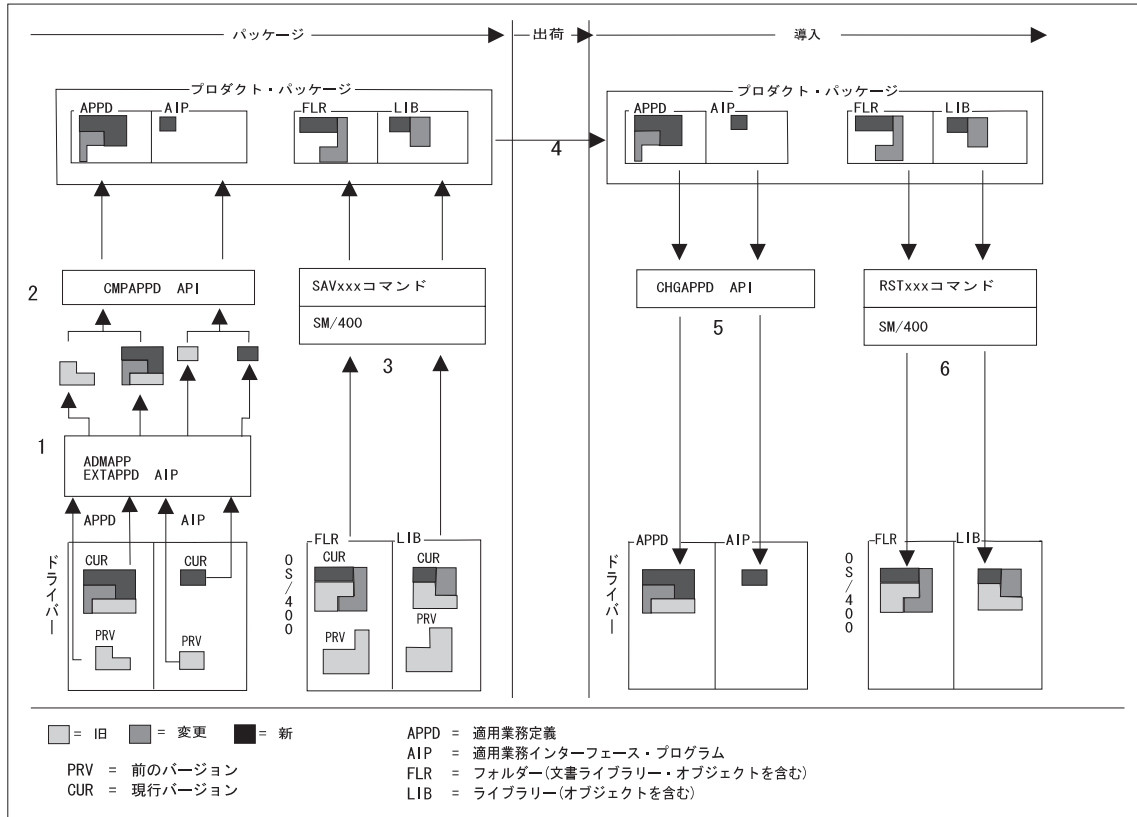 パッケージ
出荷
導入
プロダクト・パッケージ
APPD
AIP
FLR
LIB
プロダクト・パッケージ
APPD
AIP
FLR
LIB
4
2
CMPAPPD API
SAVxxxコマンド
SM/400
3
CHGAPPD API
5
RSTxxxコマンド
SM/400
6
1
ADMAPP
EXTAPPD AIP
APPD
AIP
ドライバー
CUR
CUR
PRV
PRV
OS/400
FLR
LIB
CUR
CUR
PRV
PRV
ドライバー
APPD
AIP
OS/400
FLR
LIB
= 旧
= 変更
= 新
PRV = 前のバージョン
CUR = 現行バージョン
APPD = 適用業務定義
AIP = 適用業務インターフェース・プログラム
FLR = フォルダー(文書ライブラリー・オブジェクトを含む)
LIB = ライブラリー(オブジェクトを含む)